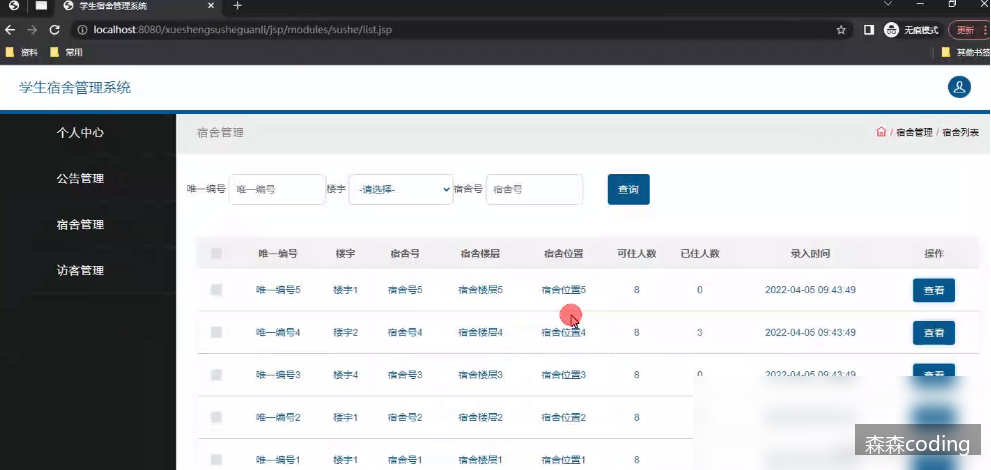 学生宿舍管理系统
localhost:8080/xueshengsusheguanli/jsp/modules/sushe/list.jsp
无痕模式
更新
资料
常用
其他书签
学生宿舍管理系统
个人中心
公告管理
宿舍管理
访客管理
宿舍管理
/ 宿舍管理 / 宿舍列表
唯一编号 唯一编号 楼宇 -请选择- 宿舍号 宿舍号 查询
唯一编号 楼宇 宿舍号 宿舍楼层 宿舍位置 可住人数 已住人数 录入时间 操作
唯一编号5 楼宇1 宿舍号5 宿舍楼层5 宿舍位置5 8 0 2022-04-05 09:43:49 查看
唯一编号4 楼宇2 宿舍号4 宿舍楼层4 宿舍位置4 8 3 2022-04-05 09:43:49 查看
唯一编号3 楼宇4 宿舍号3 宿舍楼层3 宿舍位置3 8 0 2022-04-05 09:43:49 查看
唯一编号2 楼宇1 宿舍号2 宿舍楼层2 宿舍位置2 8
唯一编号1 楼宇1 宿舍号1 宿舍楼层1 宿舍位置1 8
森森coding